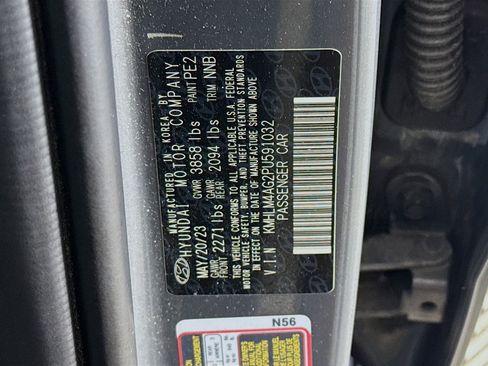 MANUFACTURED IN KOREA BY
HYUNDAI MOTOR COMPANY
MAY/20/23 GVWR 3858 lbs PAINT PE2
GAWR FRONT 2271 lbs GAWR REAR 2094 lbs TRIM NNB
THIS VEHICLE CONFORMS TO ALL APPLICABLE U.S.A. FEDERAL
MOTOR VEHICLE SAFETY, BUMPER, AND THEFT PREVENTION STANDARDS
IN EFFECT ON THE DATE OF MANUFACTURE SHOWN ABOVE.
V.I.N KMHLM4AG2PU591032
PASSENGER CAR
N56